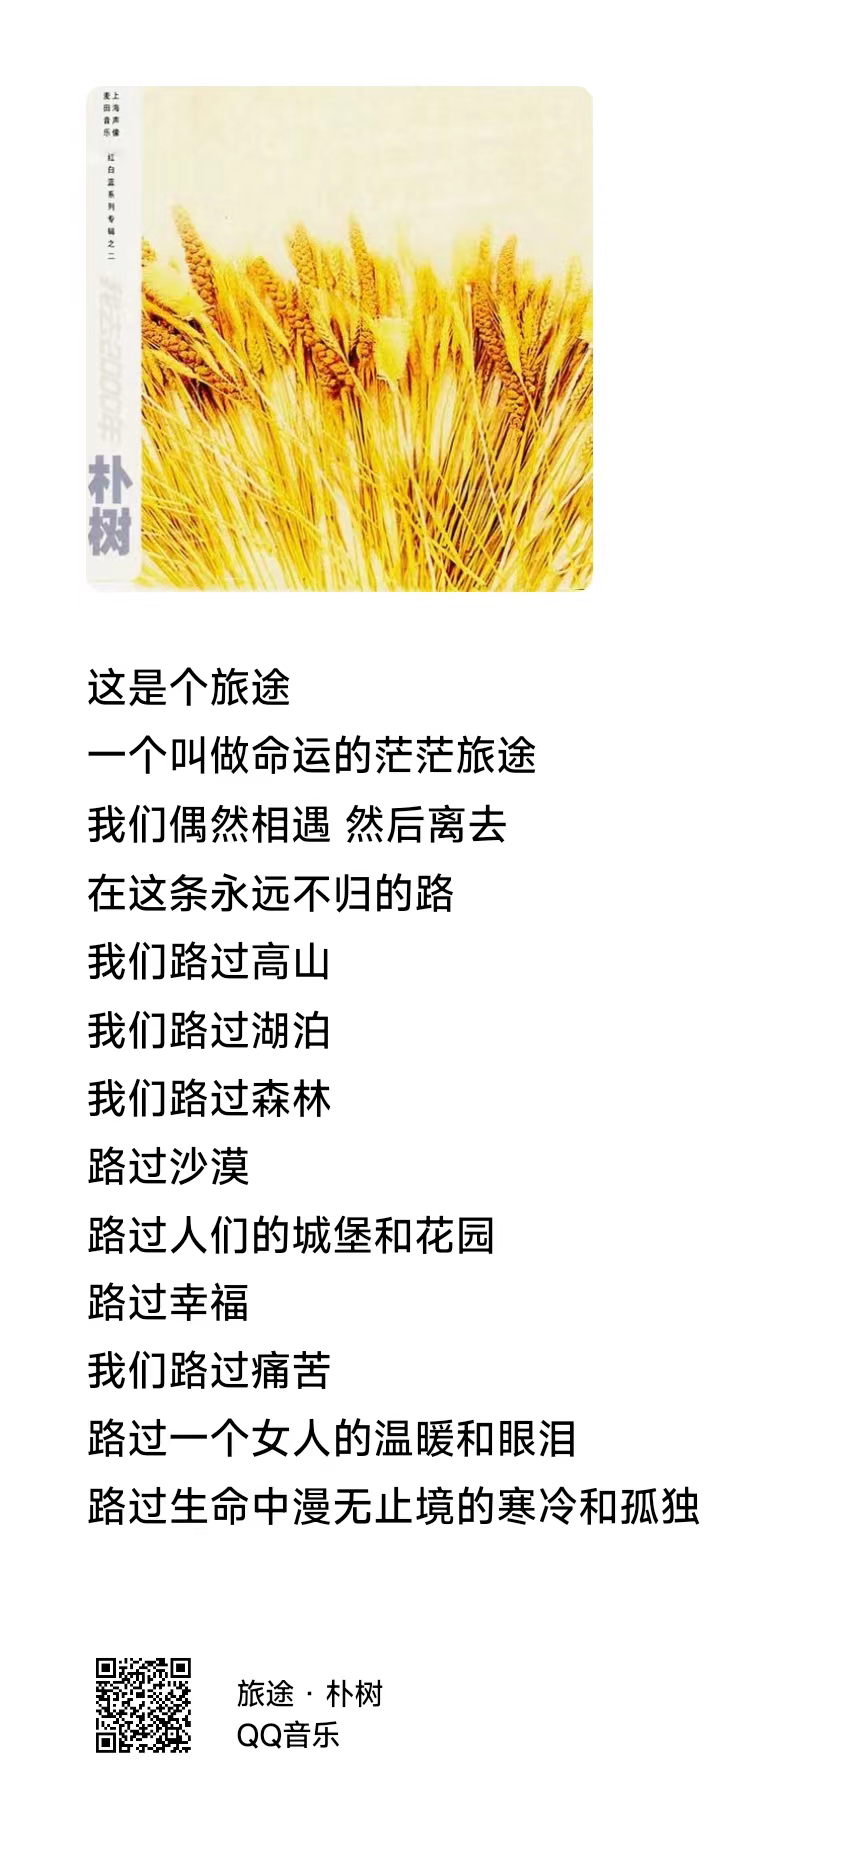 上海声像
麦田音乐
红白蓝系列专辑之二
我去2000年
朴树
这是个旅途
一个叫做命运的茫茫旅途
我们偶然相遇 然后离去
在这条永远不归的路
我们路过高山
我们路过湖泊
我们路过森林
路过沙漠
路过人们的城堡和花园
路过幸福
我们路过痛苦
路过一个女人的温暖和眼泪
路过生命中漫无止境的寒冷和孤独
旅途 · 朴树
QQ音乐